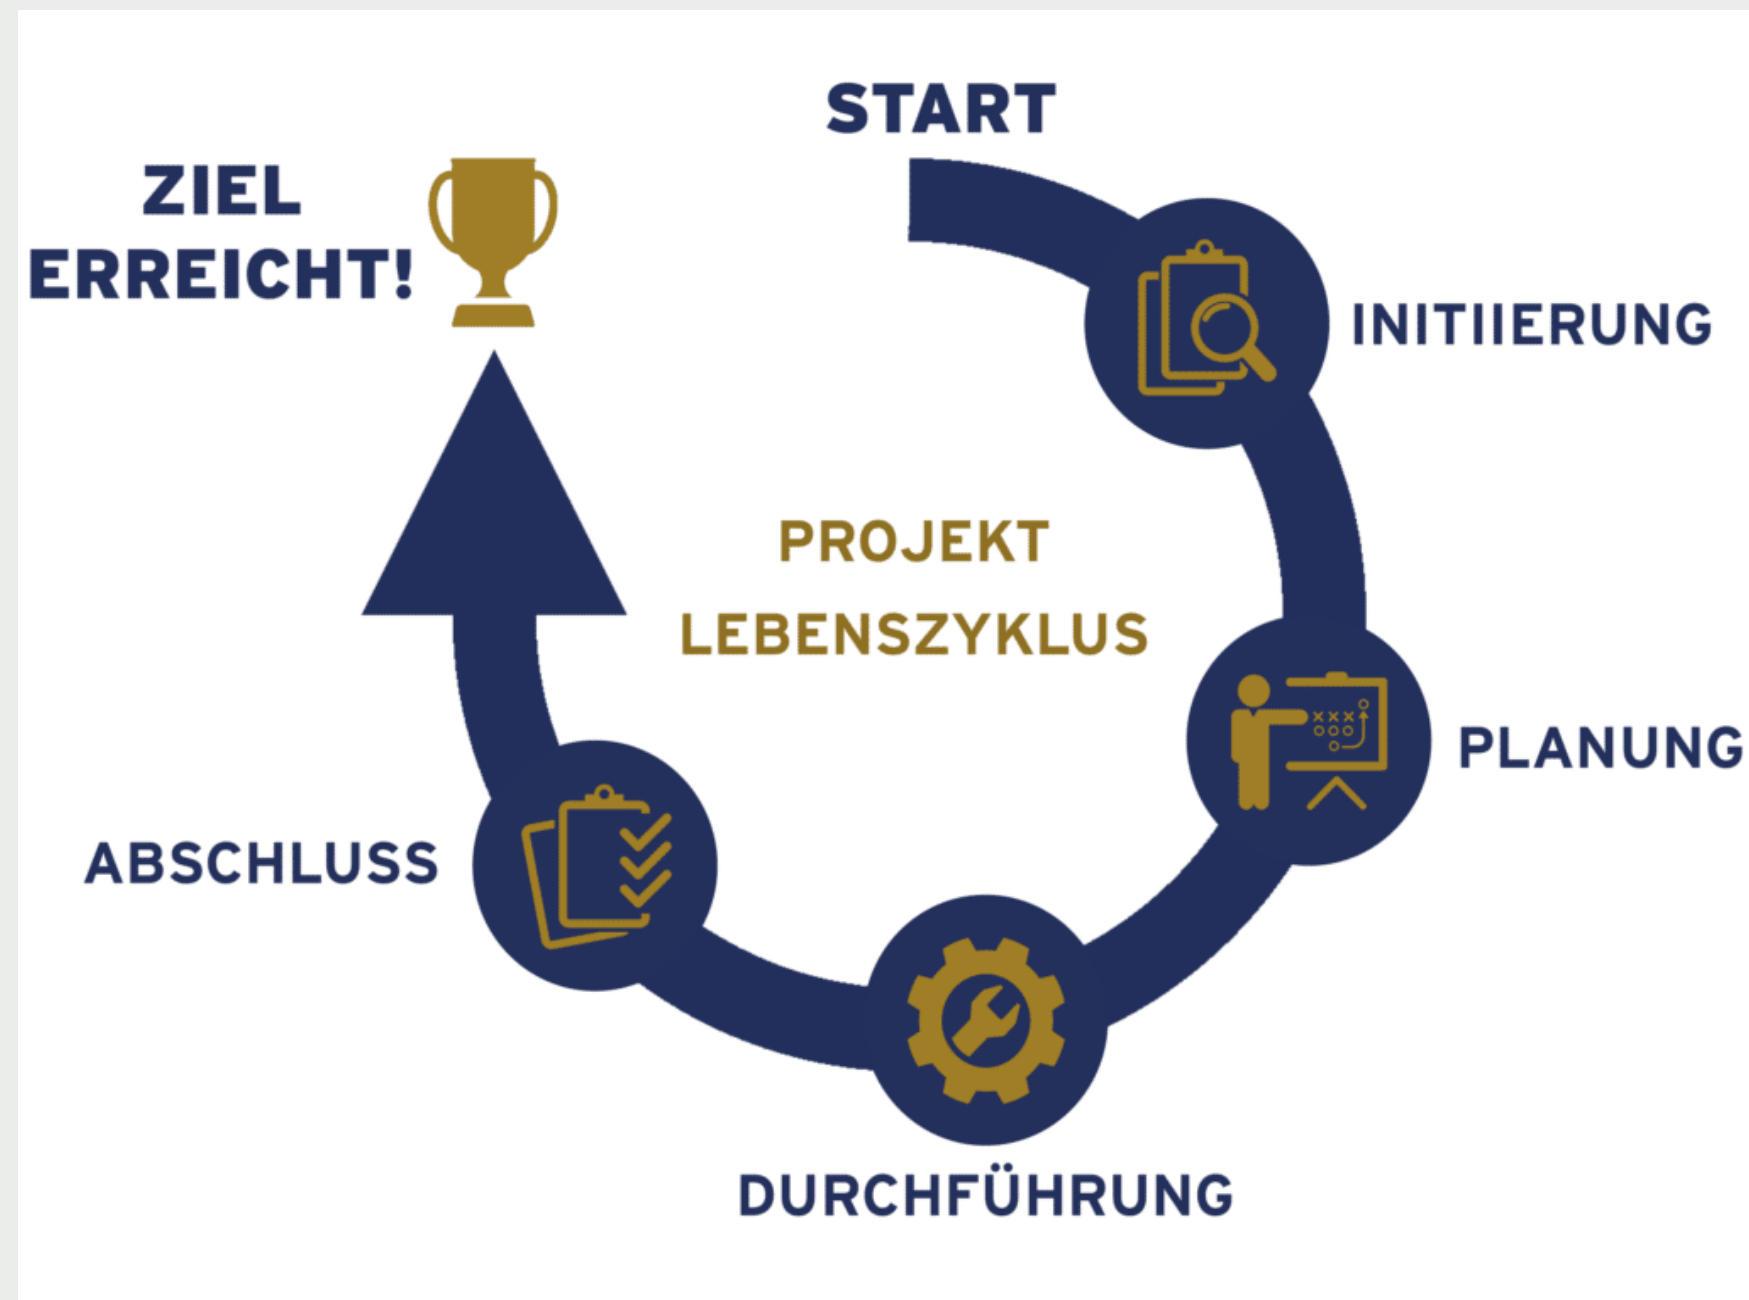 START
ZIEL
ERREICHT!
INITIIERUNG
PROJEKT
LEBENSZYKLUS
PLANUNG
ABSCHLUSS
DURCHFÜHRUNG